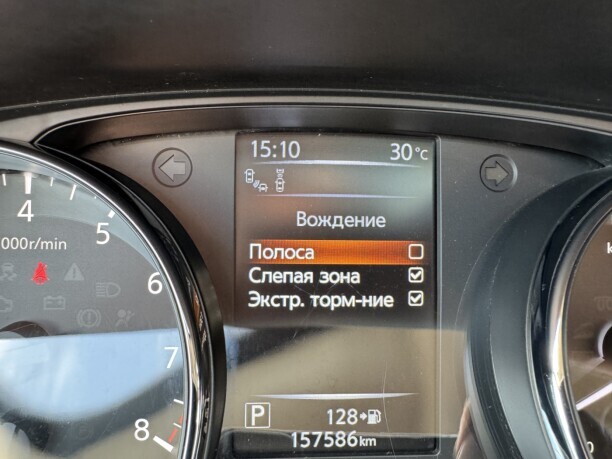 15:10 30°C
Вождение
Полоса
Слепая зона
Экстр. торм-ние
P 128
157586km
4
5
000r/min
6
7
8